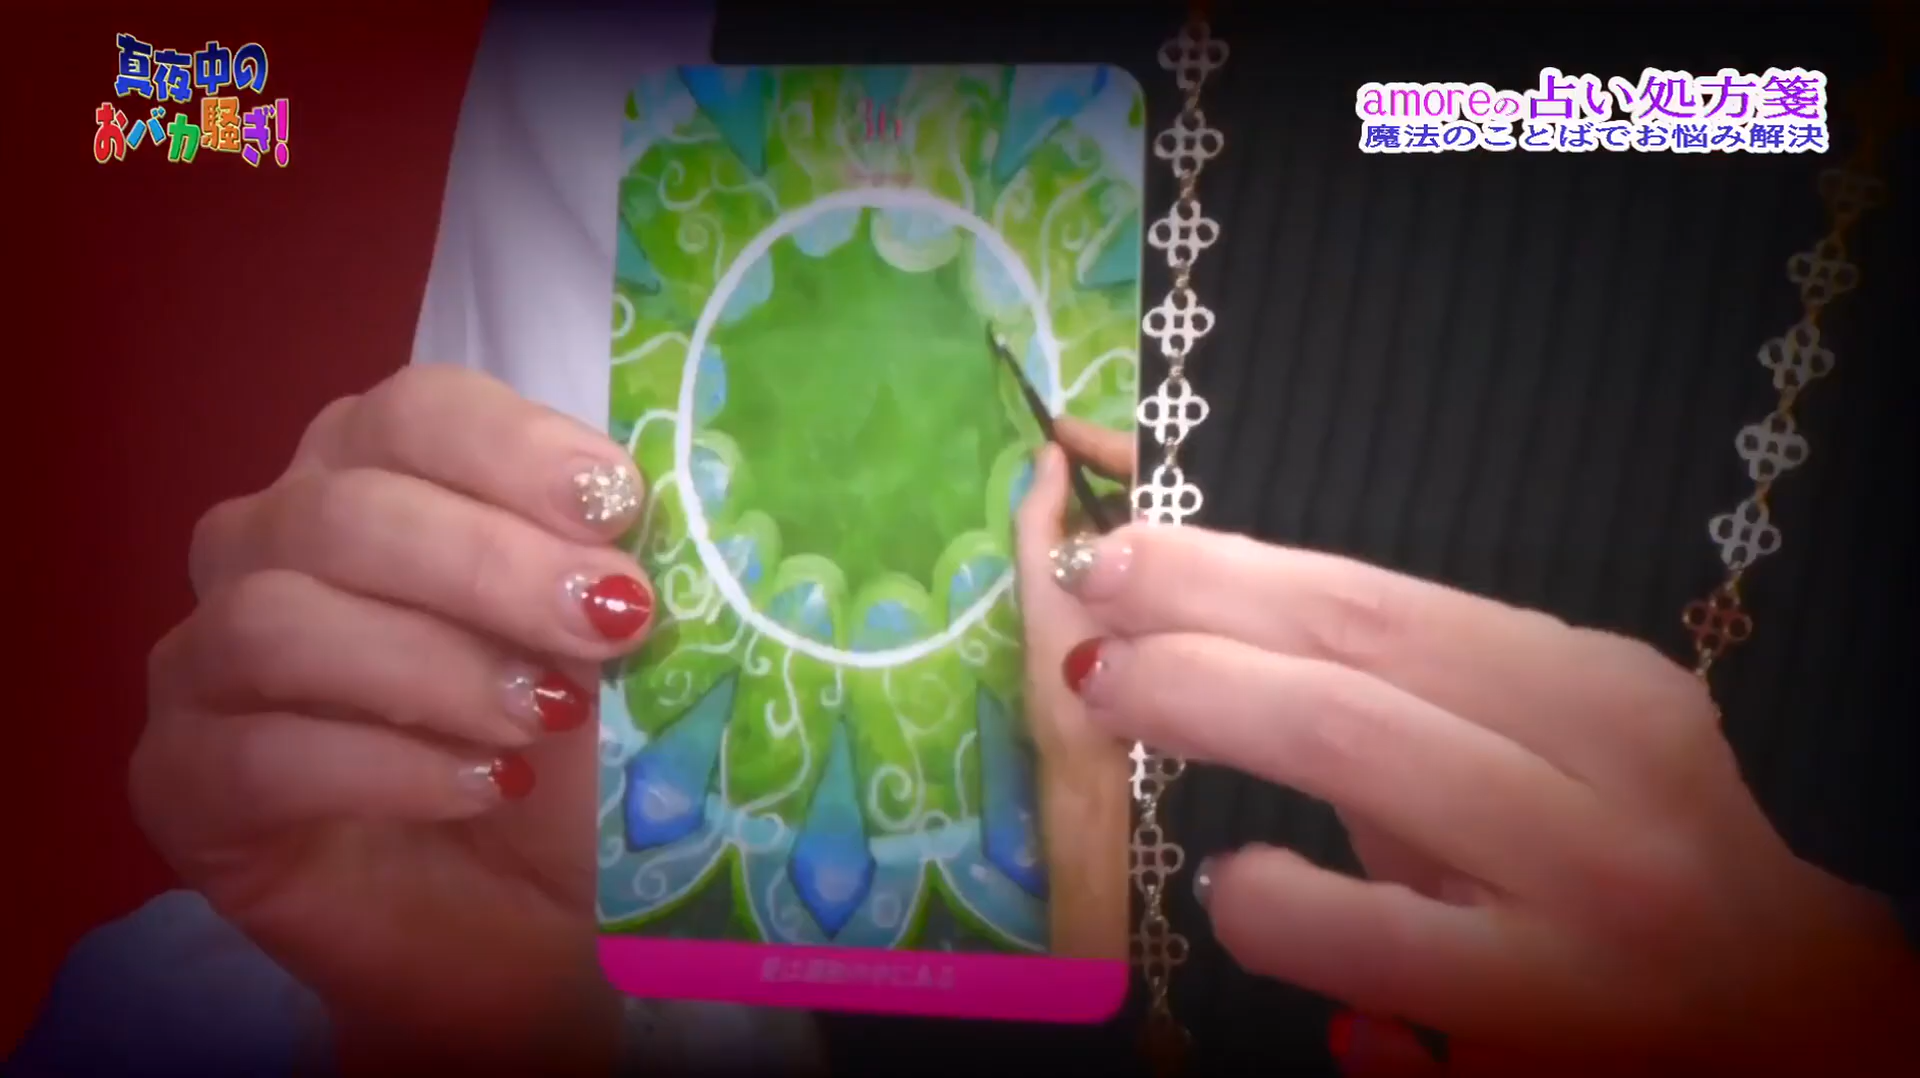 真夜中の
おバカ騒ぎ!
amoreの占い処方箋
魔法のことばでお悩み解決
36